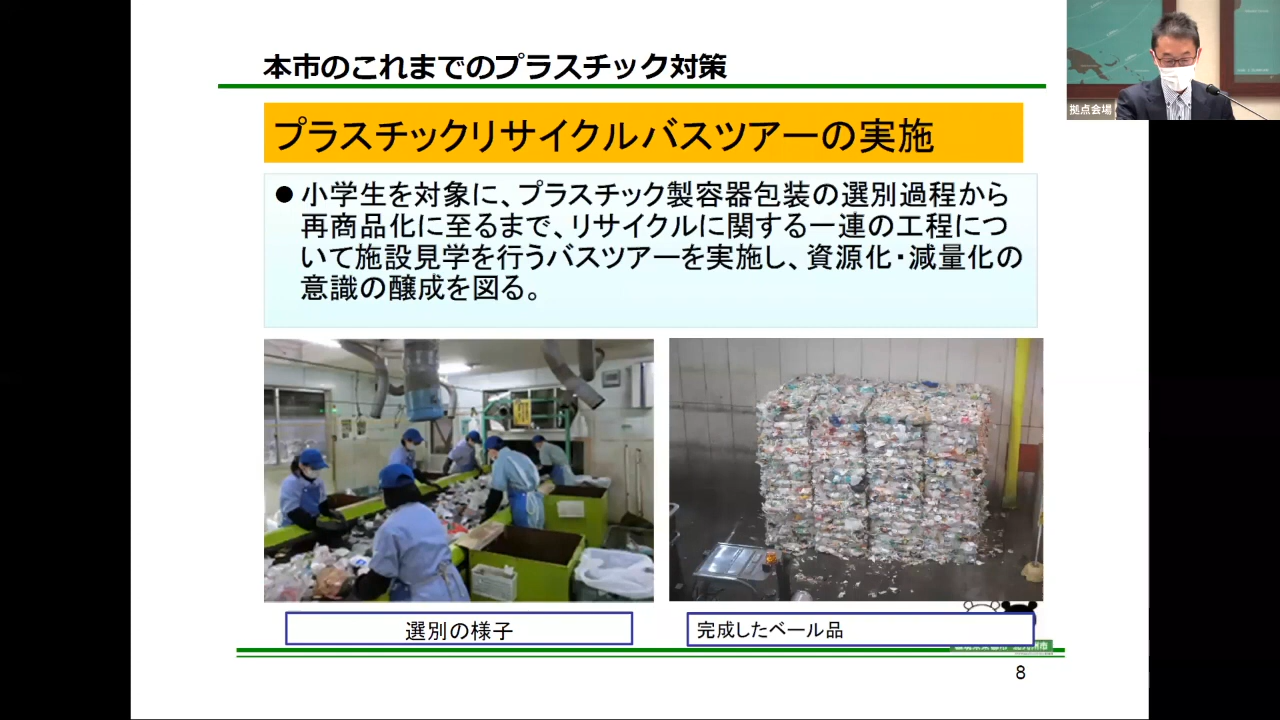 本市のこれまでのプラスチック対策
拠点会場
プラスチックリサイクルバスツアーの実施
●小学生を対象に、プラスチック製容器包装の選別過程から
再商品化に至るまで、リサイクルに関する一連の工程につ
いて施設見学を行うバスツアーを実施し、資源化・減量化の
意識の醸成を図る。
選別の様子
完成したベール品
8